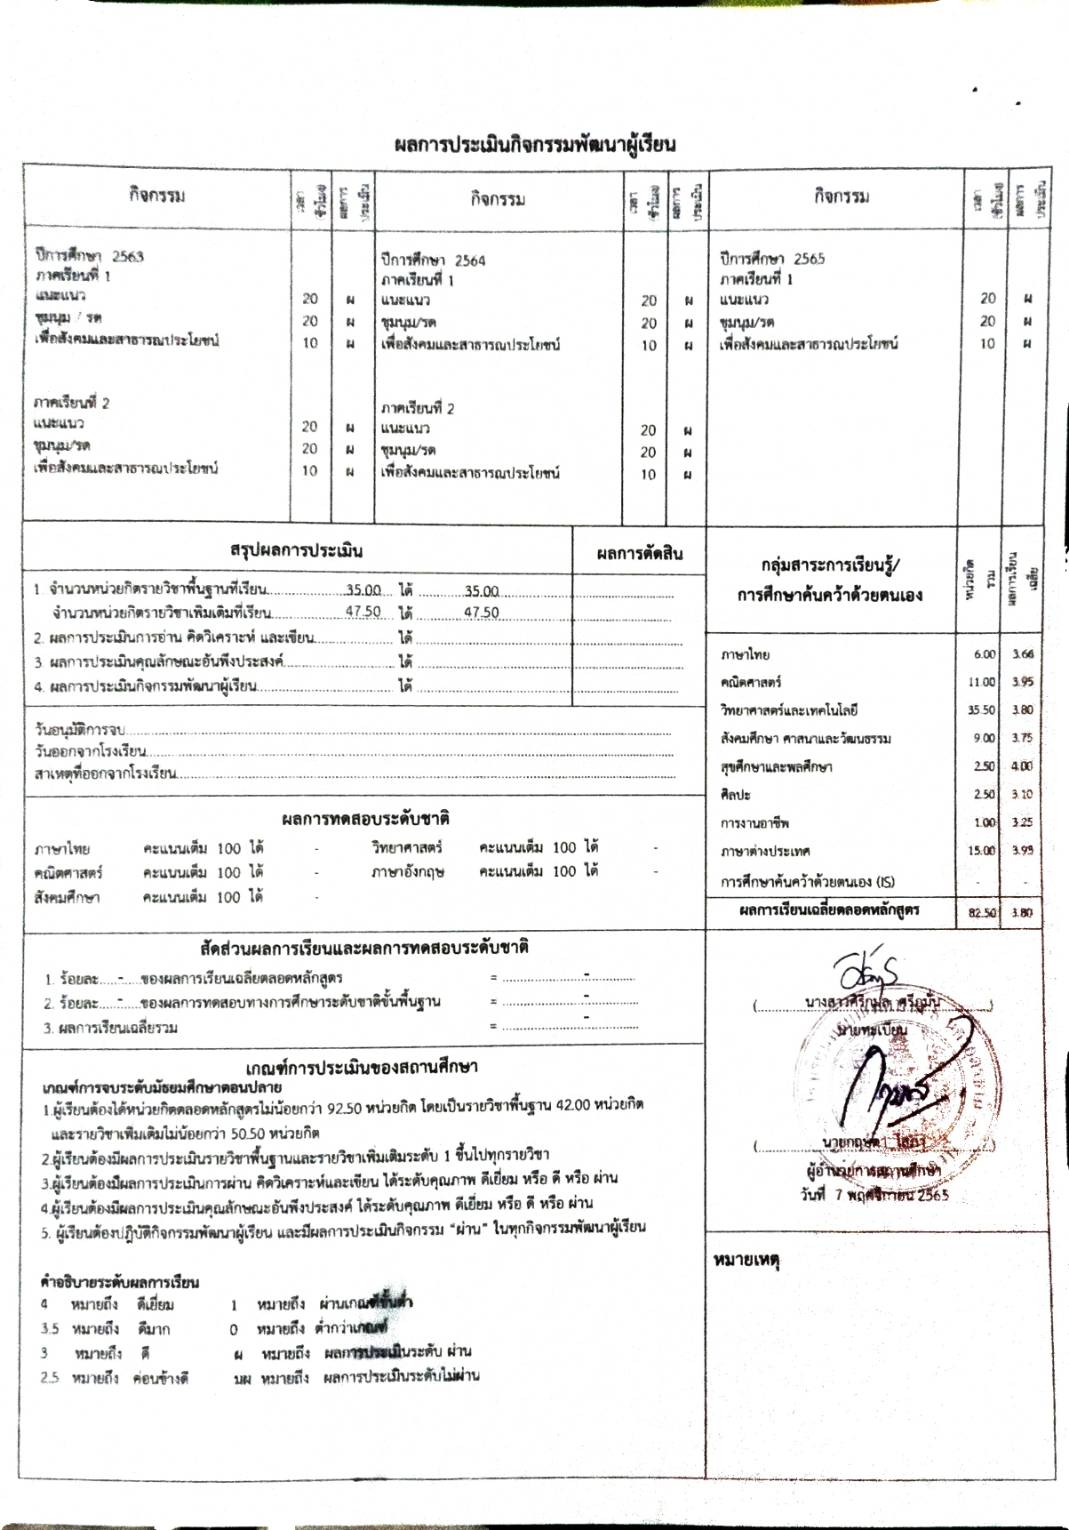 ผลการประเมินกิจกรรมพัฒนาผู้เรียน
กิจกรรม เวลา (ชั่วโมง) ผลการประเมิน กิจกรรม เวลา (ชั่วโมง) ผลการประเมิน กิจกรรม เวลา (ชั่วโมง) ผลการประเมิน
ปีการศึกษา 2563
ภาคเรียนที่ 1
แนะแนว 20 ผ
ชุมนุม / รด 20 ผ
เพื่อสังคมและสาธารณประโยชน์ 10 ผ
ภาคเรียนที่ 2
แนะแนว 20 ผ
ชุมนุม/รด 20 ผ
เพื่อสังคมและสาธารณประโยชน์ 10 ผ
ปีการศึกษา 2564
ภาคเรียนที่ 1
แนะแนว 20 ผ
ชุมนุม/รด 20 ผ
เพื่อสังคมและสาธารณประโยชน์ 10 ผ
ภาคเรียนที่ 2
แนะแนว 20 ผ
ชุมนุม/รด 20 ผ
เพื่อสังคมและสาธารณประโยชน์ 10 ผ
ปีการศึกษา 2565
ภาคเรียนที่ 1
แนะแนว 20 ผ
ชุมนุม/รด 20 ผ
เพื่อสังคมและสาธารณประโยชน์ 10 ผ
สรุปผลการประเมิน ผลการตัดสิน
1. จำนวนหน่วยกิตรายวิชาพื้นฐานที่เรียน 35.00 ได้ 35.00
จำนวนหน่วยกิตรายวิชาเพิ่มเติมที่เรียน 47.50 ได้ 47.50
2. ผลการประเมินการอ่าน คิดวิเคราะห์ และเขียน ได้
3. ผลการประเมินคุณลักษณะอันพึงประสงค์ ได้
4. ผลการประเมินกิจกรรมพัฒนาผู้เรียน ได้
วันอนุมัติการจบ
วันออกจากโรงเรียน
สาเหตุที่ออกจากโรงเรียน
ผลการทดสอบระดับชาติ
ภาษาไทย คะแนนเต็ม 100 ได้ - วิทยาศาสตร์ คะแนนเต็ม 100 ได้ -
คณิตศาสตร์ คะแนนเต็ม 100 ได้ - ภาษาอังกฤษ คะแนนเต็ม 100 ได้ -
สังคมศึกษา คะแนนเต็ม 100 ได้ -
สัดส่วนผลการเรียนและผลการทดสอบระดับชาติ
1. ร้อยละ - ของผลการเรียนเฉลี่ยตลอดหลักสูตร = -
2. ร้อยละ - ของผลการทดสอบทางการศึกษาระดับชาติขั้นพื้นฐาน = -
3. ผลการเรียนเฉลี่ยรวม = -
เกณฑ์การประเมินของสถานศึกษา
เกณฑ์การจบระดับมัธยมศึกษาตอนปลาย
1.ผู้เรียนต้องได้หน่วยกิตตลอดหลักสูตรไม่น้อยกว่า 92.50 หน่วยกิต โดยเป็นรายวิชาพื้นฐาน 42.00 หน่วยกิต
และรายวิชาเพิ่มเติมไม่น้อยกว่า 50.50 หน่วยกิต
2.ผู้เรียนต้องมีผลการประเมินรายวิชาพื้นฐานและรายวิชาเพิ่มเติมระดับ 1 ขึ้นไปทุกรายวิชา
3.ผู้เรียนต้องมีผลการประเมินการผ่าน คิดวิเคราะห์และเขียน ได้ระดับคุณภาพ ดีเยี่ยม หรือ ดี หรือ ผ่าน
4.ผู้เรียนต้องมีผลการประเมินคุณลักษณะอันพึงประสงค์ ได้ระดับคุณภาพ ดีเยี่ยม หรือ ดี หรือ ผ่าน
5. ผู้เรียนต้องปฏิบัติกิจกรรมพัฒนาผู้เรียน และมีผลการประเมินกิจกรรม "ผ่าน" ในทุกกิจกรรมพัฒนาผู้เรียน
คำอธิบายระดับผลการเรียน
4 หมายถึง ดีเยี่ยม 1 หมายถึง ผ่านเกณฑ์ขั้นต่ำ
3.5 หมายถึง ดีมาก 0 หมายถึง ต่ำกว่าเกณฑ์
3 หมายถึง ดี ผ หมายถึง ผลการประเมินระดับ ผ่าน
2.5 หมายถึง ค่อนข้างดี มผ หมายถึง ผลการประเมินระดับไม่ผ่าน
กลุ่มสาระการเรียนรู้/ หน่วยกิตรวม ผลการเรียนเฉลี่ย
การศึกษาค้นคว้าด้วยตนเอง
ภาษาไทย 6.00 3.66
คณิตศาสตร์ 11.00 3.95
วิทยาศาสตร์และเทคโนโลยี 35.50 3.80
สังคมศึกษา ศาสนาและวัฒนธรรม 9.00 3.75
สุขศึกษาและพลศึกษา 2.50 4.00
ศิลปะ 2.50 3.10
การงานอาชีพ 1.00 3.25
ภาษาต่างประเทศ 15.00 3.93
การศึกษาค้นคว้าด้วยตนเอง (IS) - -
ผลการเรียนเฉลี่ยตลอดหลักสูตร 82.50 3.80
นายทะเบียน
ผู้อำนวยการสถานศึกษา
วันที่ 7 พฤศจิกายน 2565
หมายเหตุ